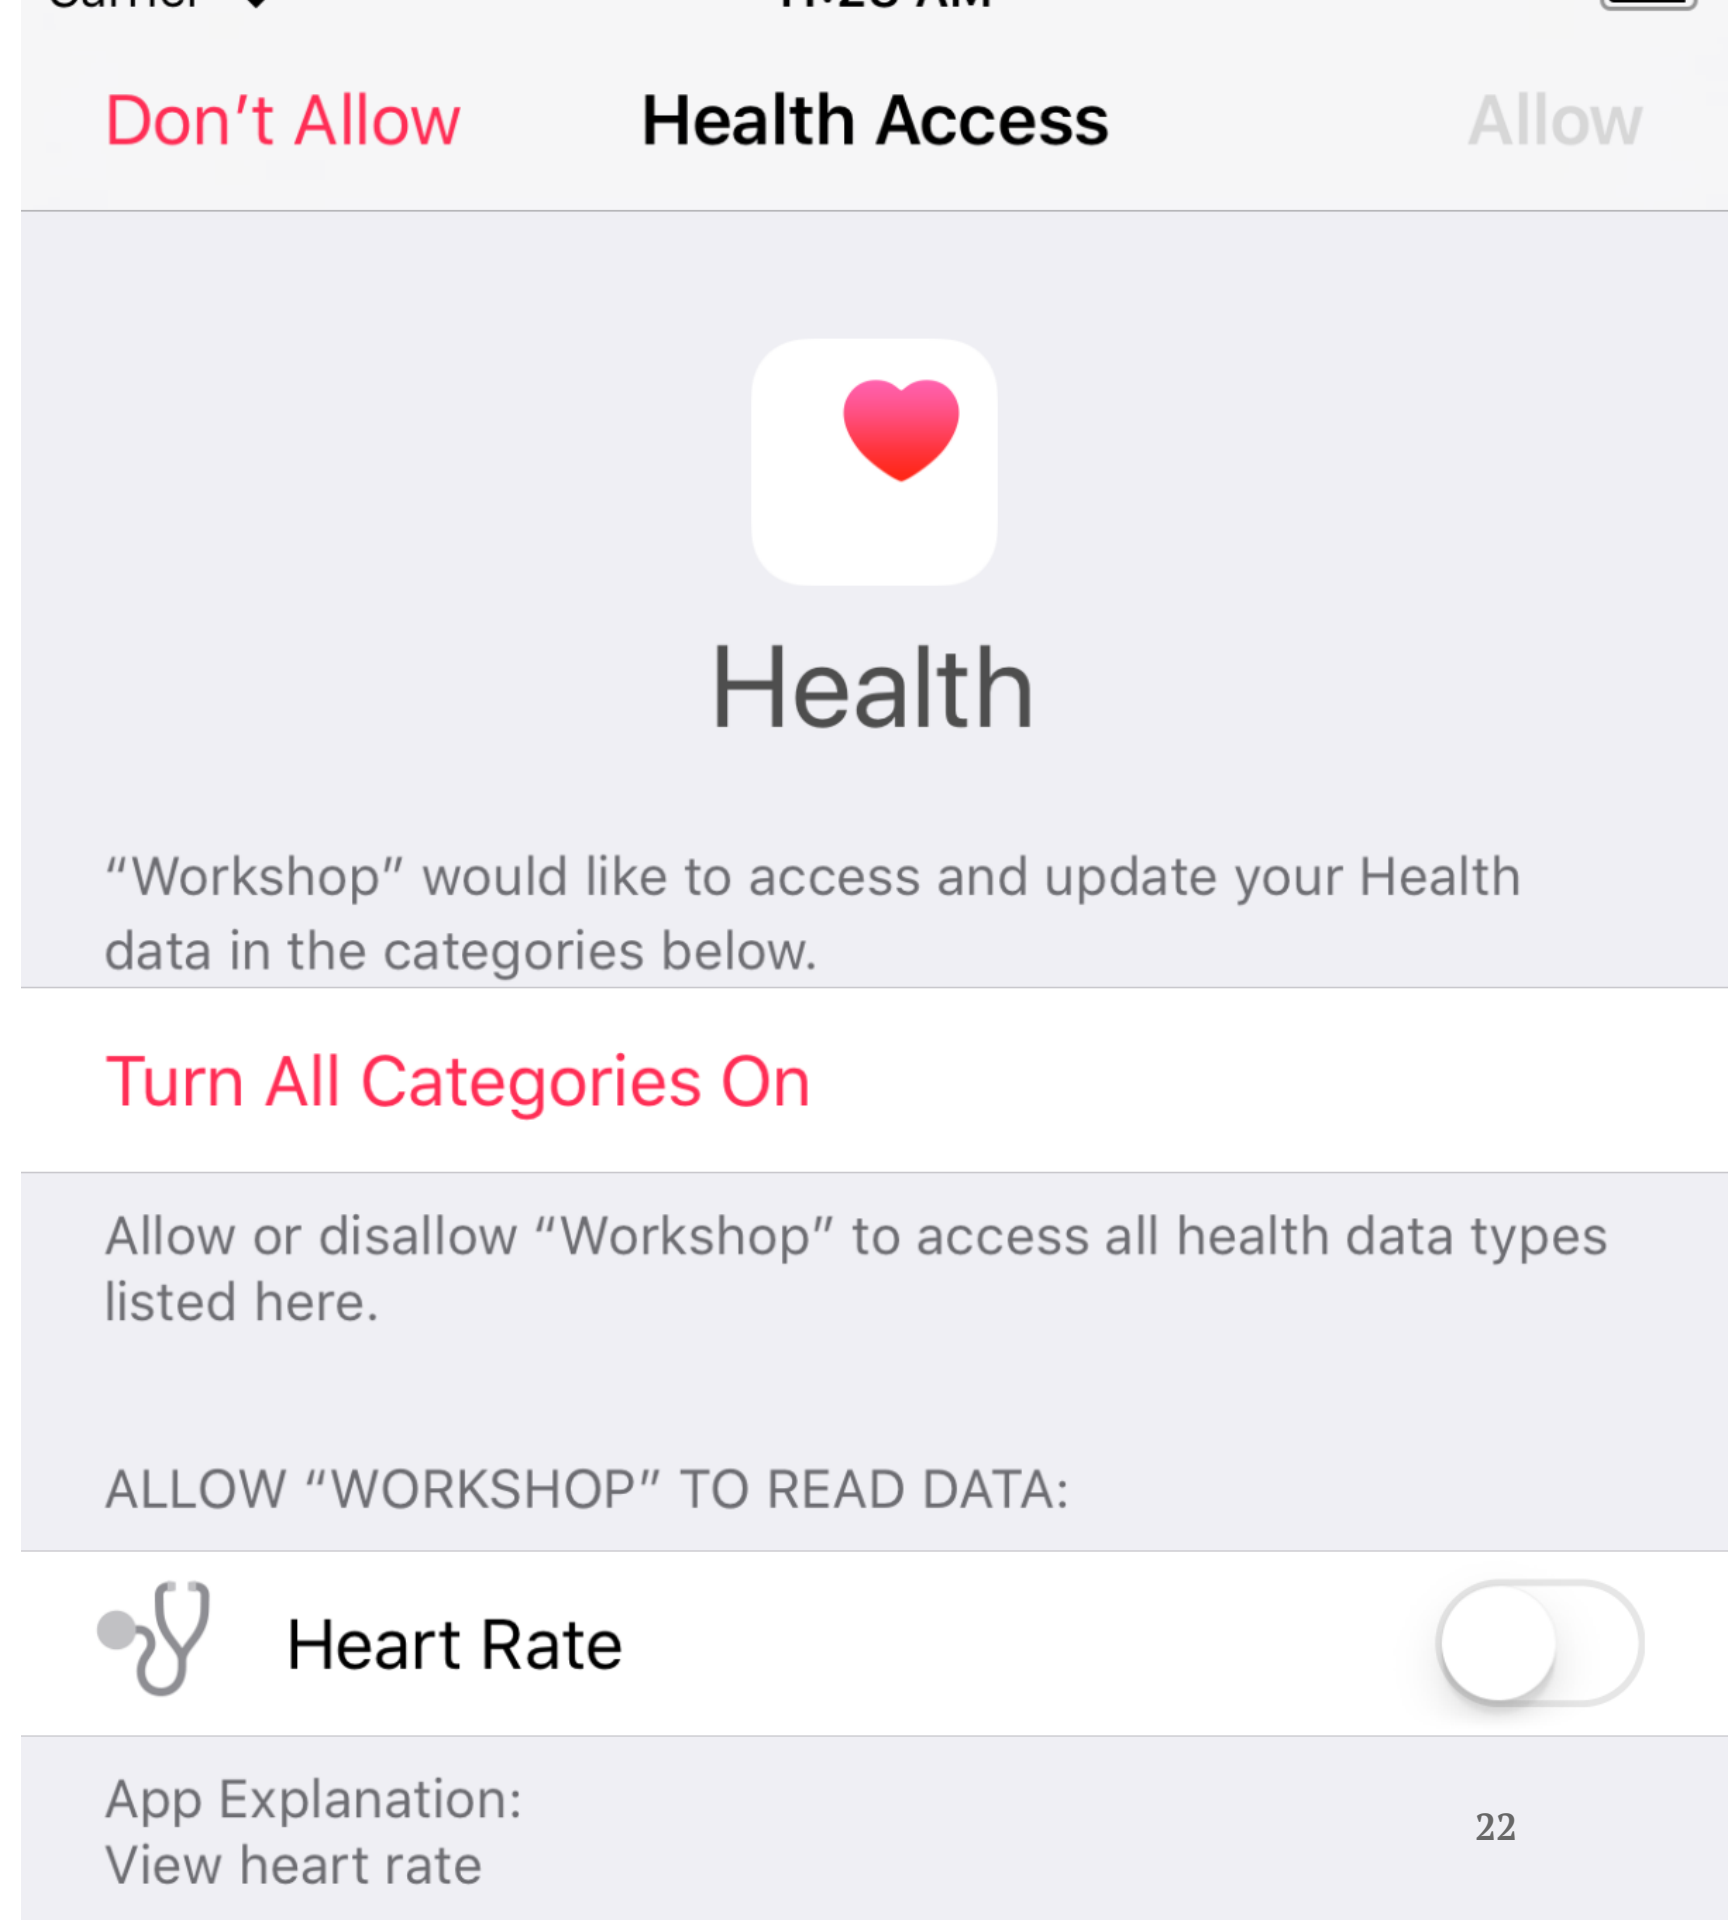 Don’t Allow Health Access Allow
Health
“Workshop” would like to access and update your Health
data in the categories below.
Turn All Categories On
Allow or disallow “Workshop” to access all health data types
listed here.
ALLOW “WORKSHOP” TO READ DATA:
Heart Rate
App Explanation:
22
View heart rate